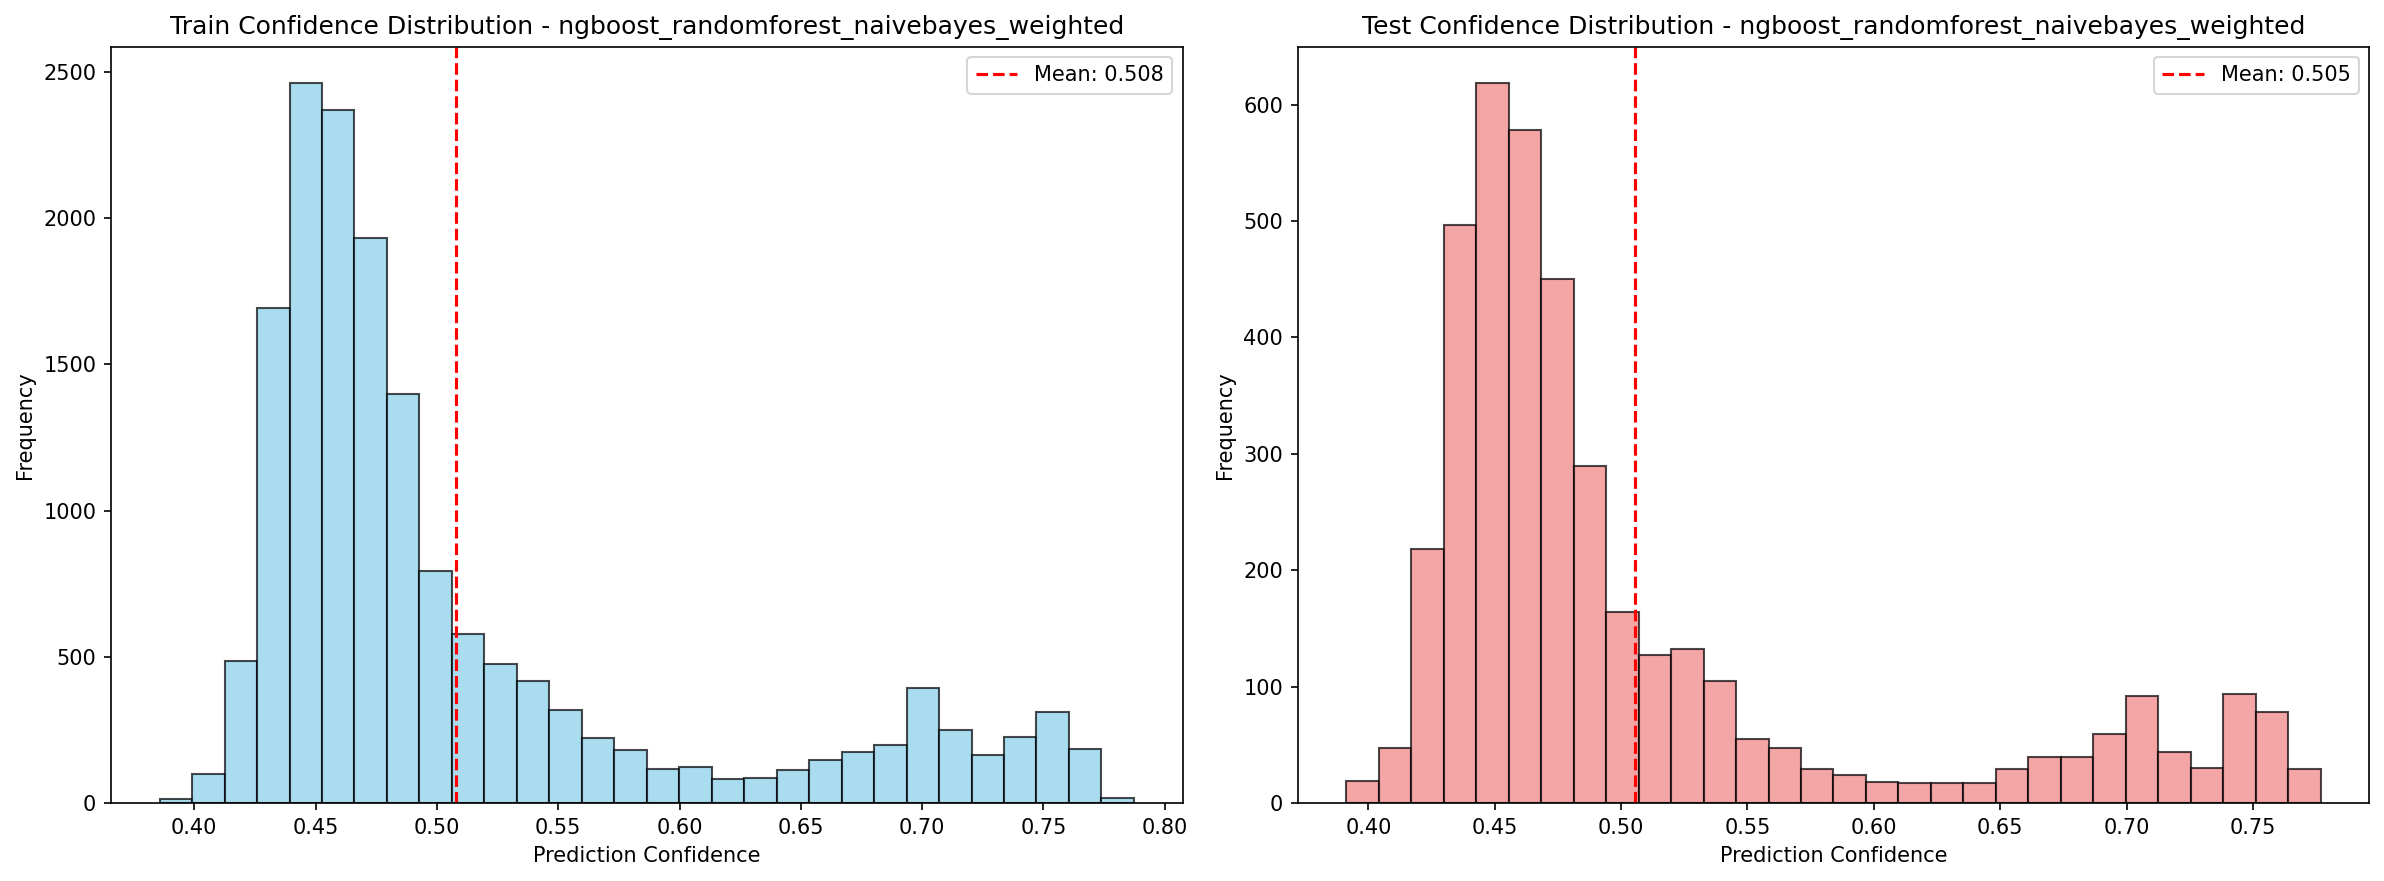 Train Confidence Distribution - ngboost_randomforest_naivebayes_weighted
Mean: 0.508
2500
2000
1500
1000
500
0
Frequency
0.40 0.45 0.50 0.55 0.60 0.65 0.70 0.75 0.80
Prediction Confidence
Test Confidence Distribution - ngboost_randomforest_naivebayes_weighted
Mean: 0.505
600
500
400
300
200
100
0
Frequency
0.40 0.45 0.50 0.55 0.60 0.65 0.70 0.75
Prediction Confidence